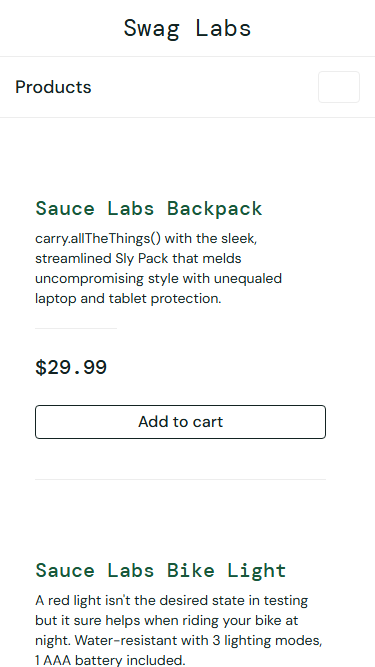 Swag Labs
Products
Sauce Labs Backpack
carry.allTheThings() with the sleek,
streamlined Sly Pack that melds
uncompromising style with unequaled
laptop and tablet protection.
$29.99
Add to cart
Sauce Labs Bike Light
A red light isn't the desired state in testing
but it sure helps when riding your bike at
night. Water-resistant with 3 lighting modes,
1 AAA battery included.